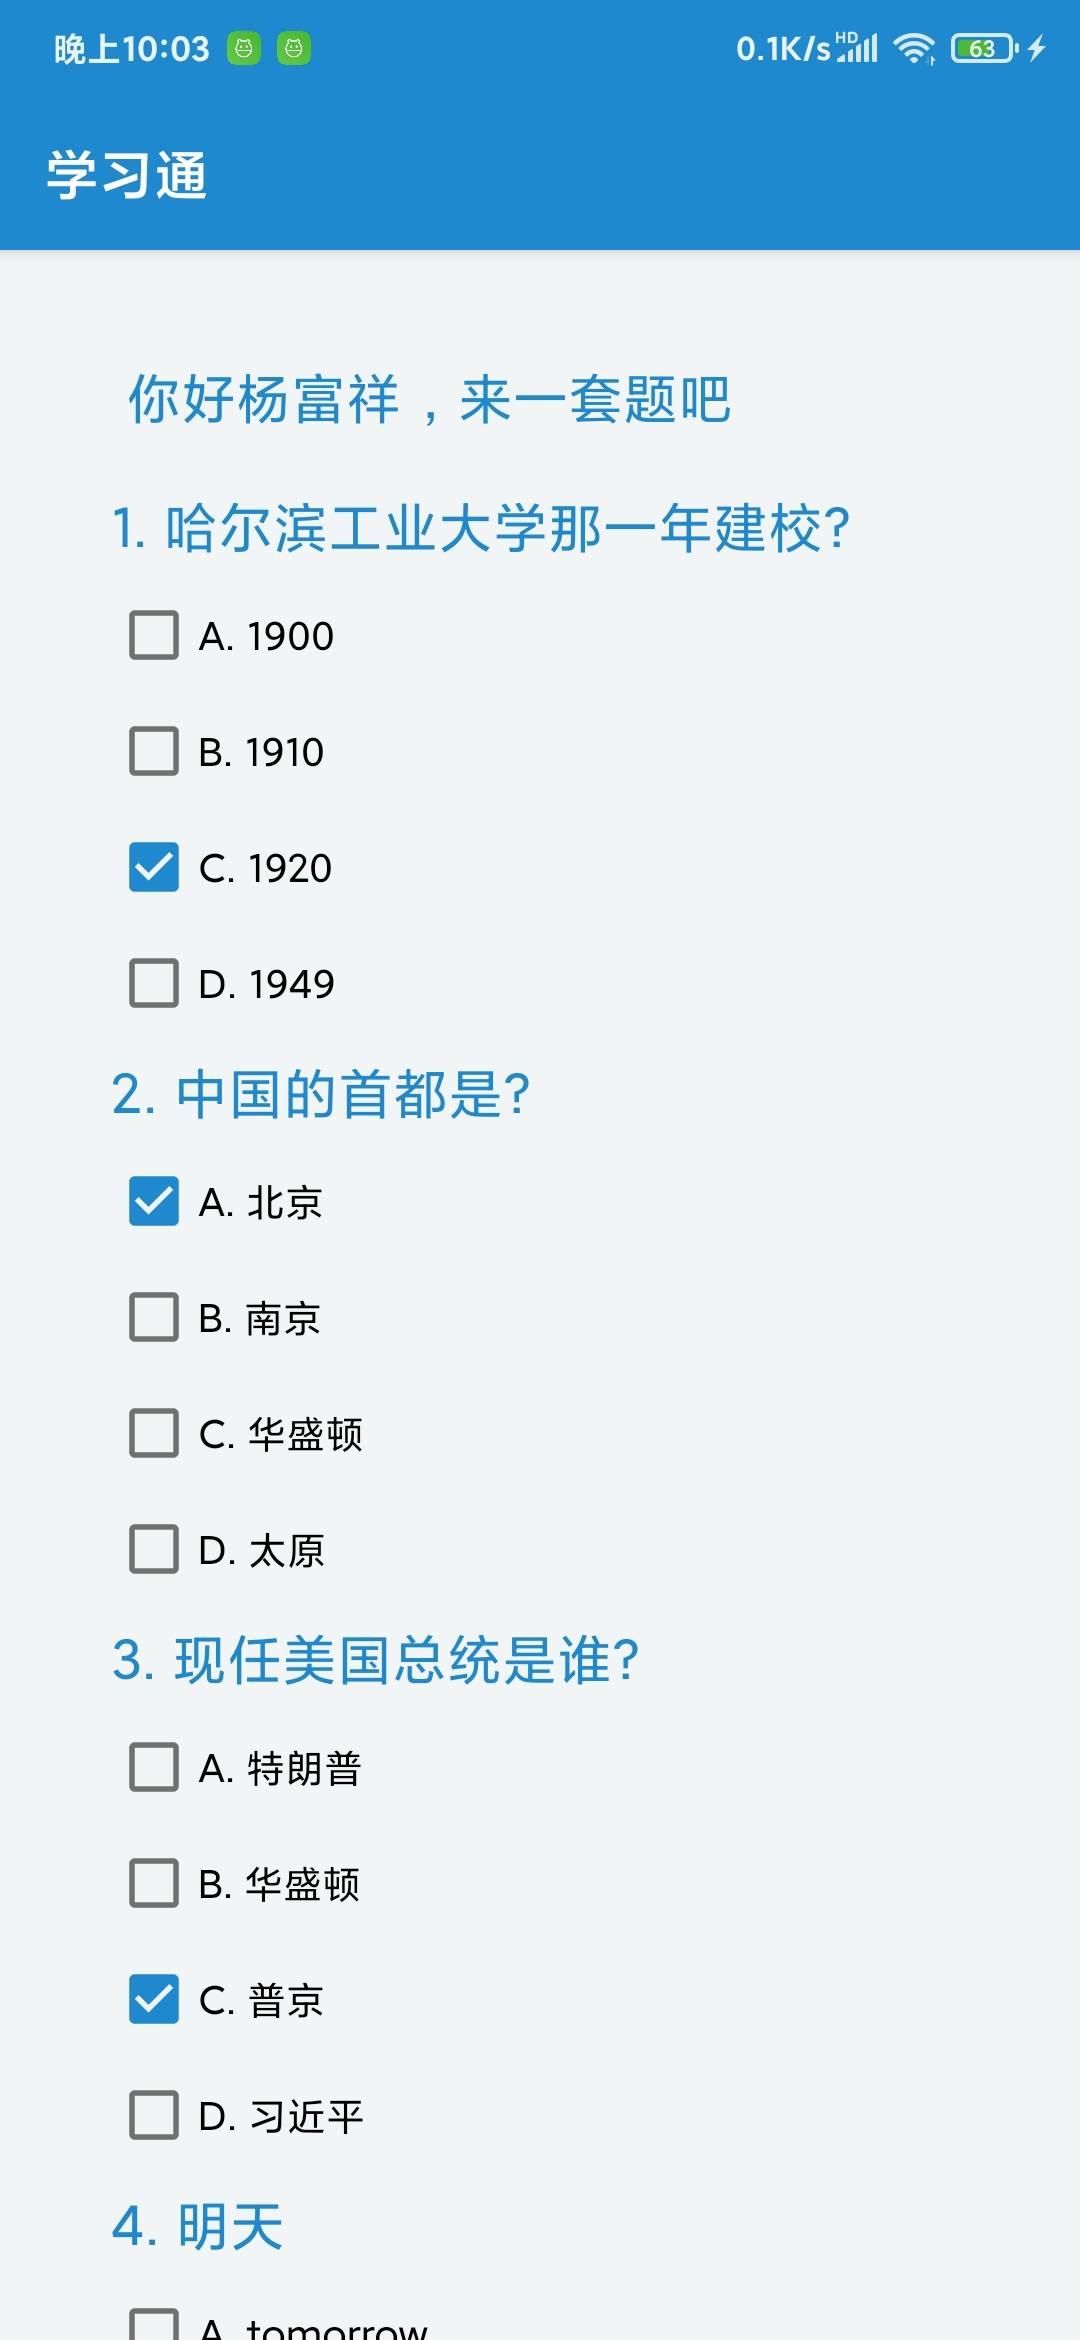 晚上10:03 0.1K/s HD 63
学习通
你好杨富祥，来一套题吧
1. 哈尔滨工业大学那一年建校?
A. 1900
B. 1910
C. 1920
D. 1949
2. 中国的首都是?
A. 北京
B. 南京
C. 华盛顿
D. 太原
3. 现任美国总统是谁?
A. 特朗普
B. 华盛顿
C. 普京
D. 习近平
4. 明天
A. tomorrow